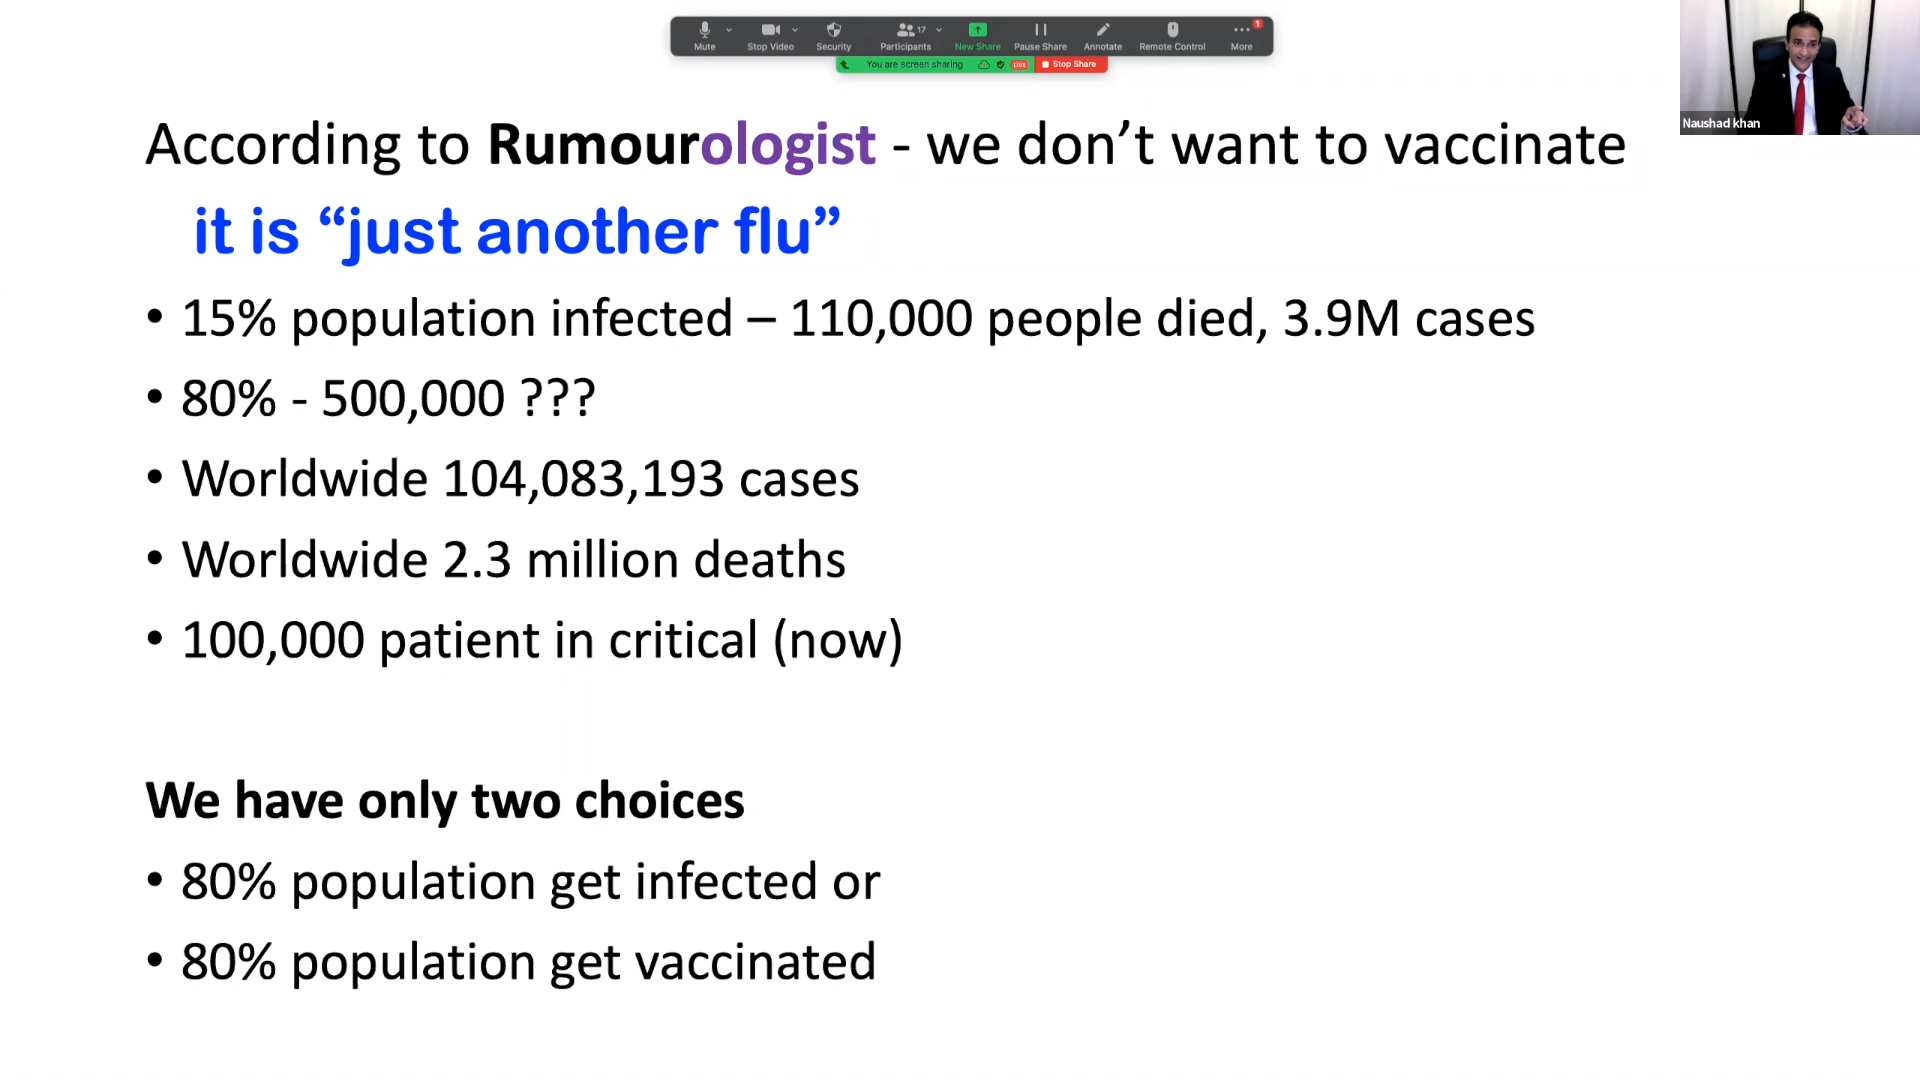 Mute
Stop Video
Security
17
Participants
New Share
Pause Share
Annotate
Remote Control
1
More
You are screen sharing
LIVE
Stop Share
Naushad khan
According to Rumourologist - we don’t want to vaccinate
it is “just another flu”
• 15% population infected – 110,000 people died, 3.9M cases
• 80% - 500,000 ???
• Worldwide 104,083,193 cases
• Worldwide 2.3 million deaths
• 100,000 patient in critical (now)
We have only two choices
• 80% population get infected or
• 80% population get vaccinated